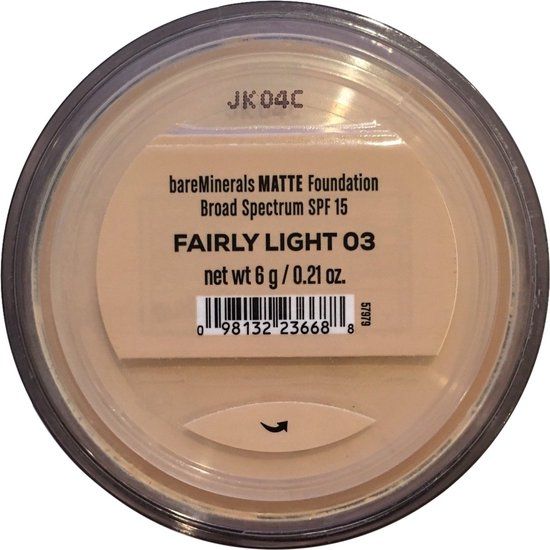 JK04C
bareMinerals MATTE Foundation
Broad Spectrum SPF 15
FAIRLY LIGHT 03
net wt 6 g / 0.21 oz.
57979
0 98132 23668 8